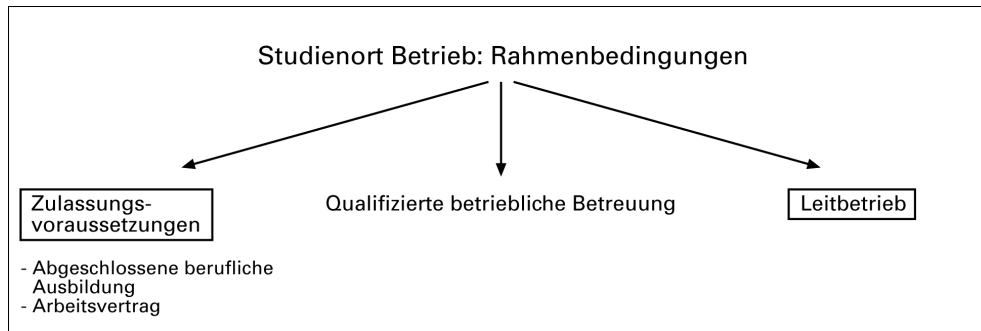 Studienort Betrieb: Rahmenbedingungen
Zulassungs-
voraussetzungen
Qualifizierte betriebliche Betreuung
Leitbetrieb
- Abgeschlossene berufliche
Ausbildung
- Arbeitsvertrag